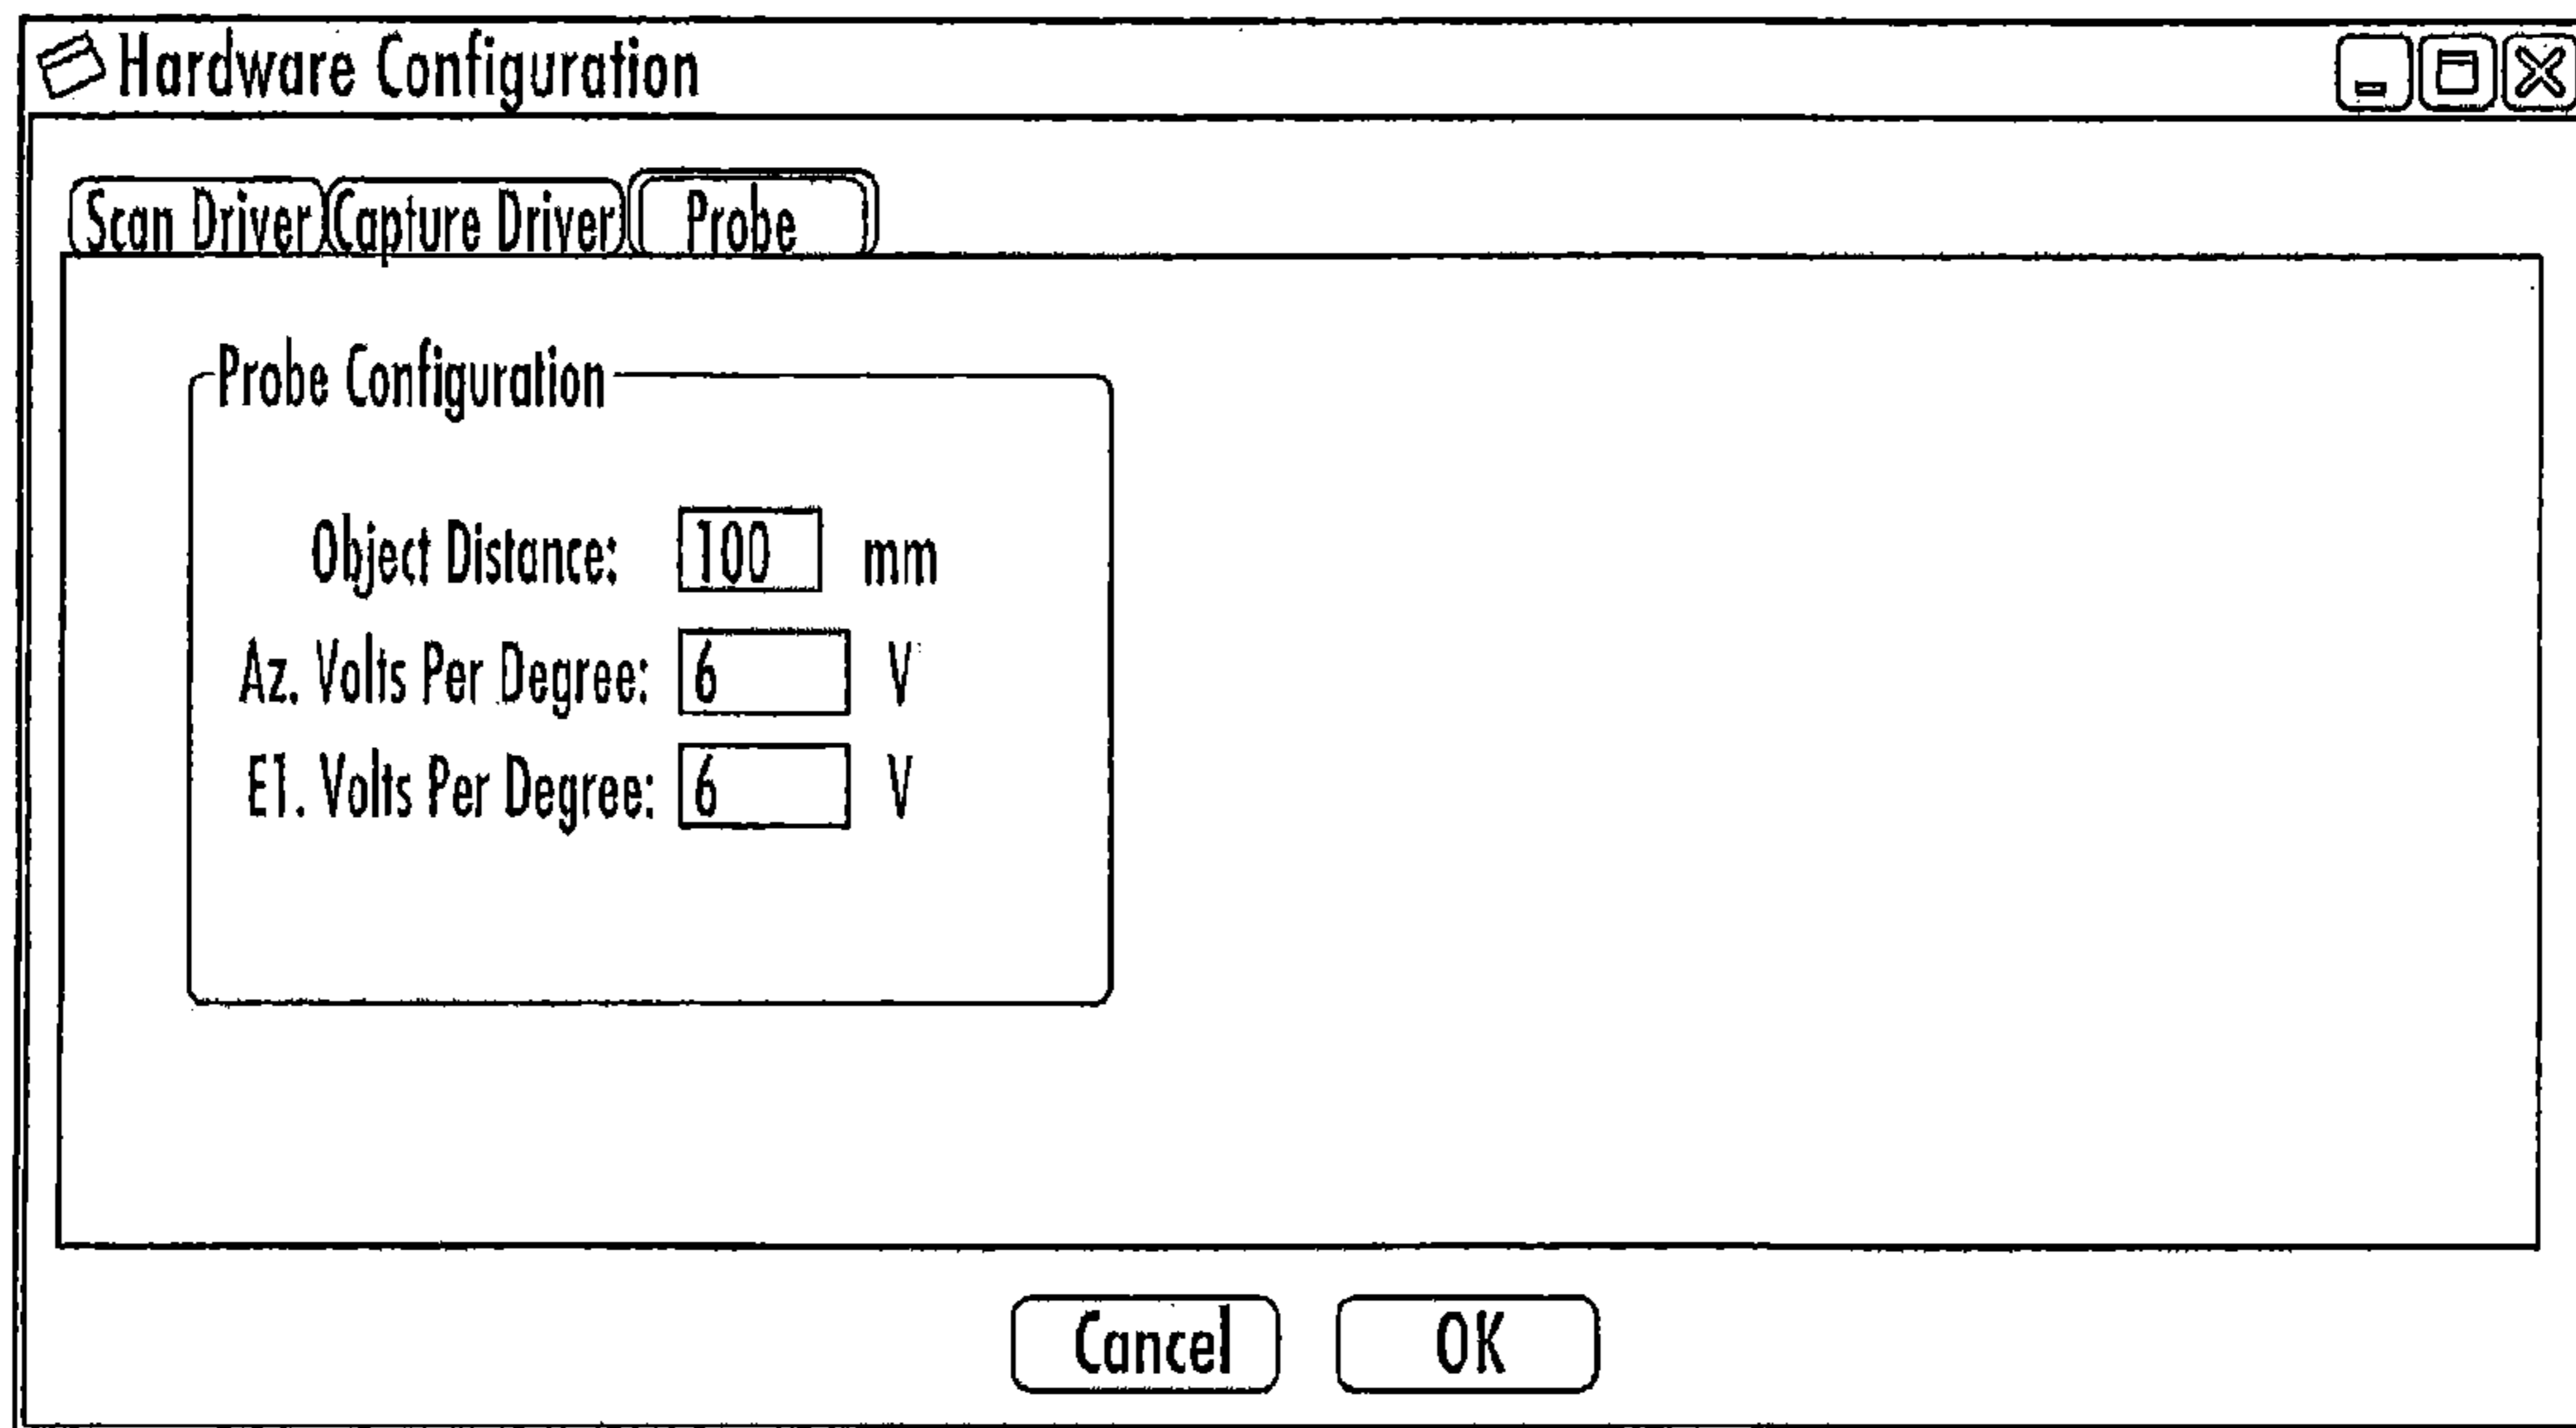 Hardware Configuration
Scan Driver Capture Driver Probe
Probe Configuration
Object Distance: 100 mm
Az. Volts Per Degree: 6 V
E1. Volts Per Degree: 6 V
Cancel OK